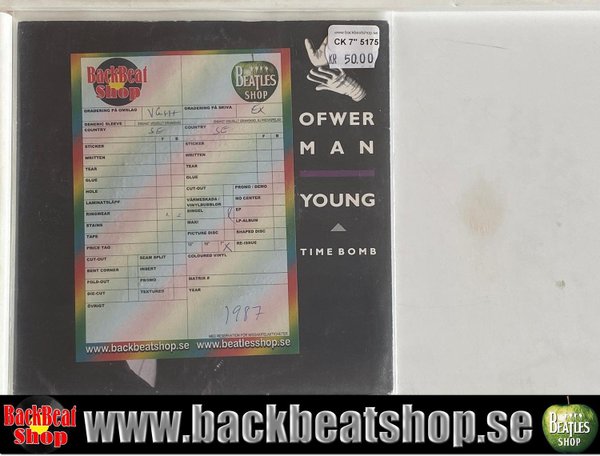 www.backbeatshop.se
CK 7" 5175
KR 50.00
BackBeat Shop
BEATLES SHOP
GRADERING PÅ OMSLAG VG++ GRADERING PÅ SKIVA EX
GENERIC SLEEVE
COUNTRY SE COUNTRY SE
F B
STICKER STICKER
WRITTEN WRITTEN
TEAR TEAR
GLUE GLUE
HOLE CUT-OUT PROMO / DEMO
LAMINATSLÄPP VÄRMESKADA / VINYLBUBBLOR NO CENTER
RINGWEAR SINGEL EP
STAINS MAXI LP-ALBUM
TAPE PICTURE DISC SHAPED DISC
PRICE TAG RE-ISSUE
CUT-OUT SEAM SPLIT COLOURED VINYL
BENT CORNER INSERT
FOLD-OUT PROMO MATRIX #
DIE-CUT TEXTURED YEAR
ÖVRIGT
1987
www.backbeatshop.se www.beatlesshop.se
OFWER
MAN
YOUNG
TIME BOMB
BackBeat Shop www.backbeatshop.se BEATLES SHOP